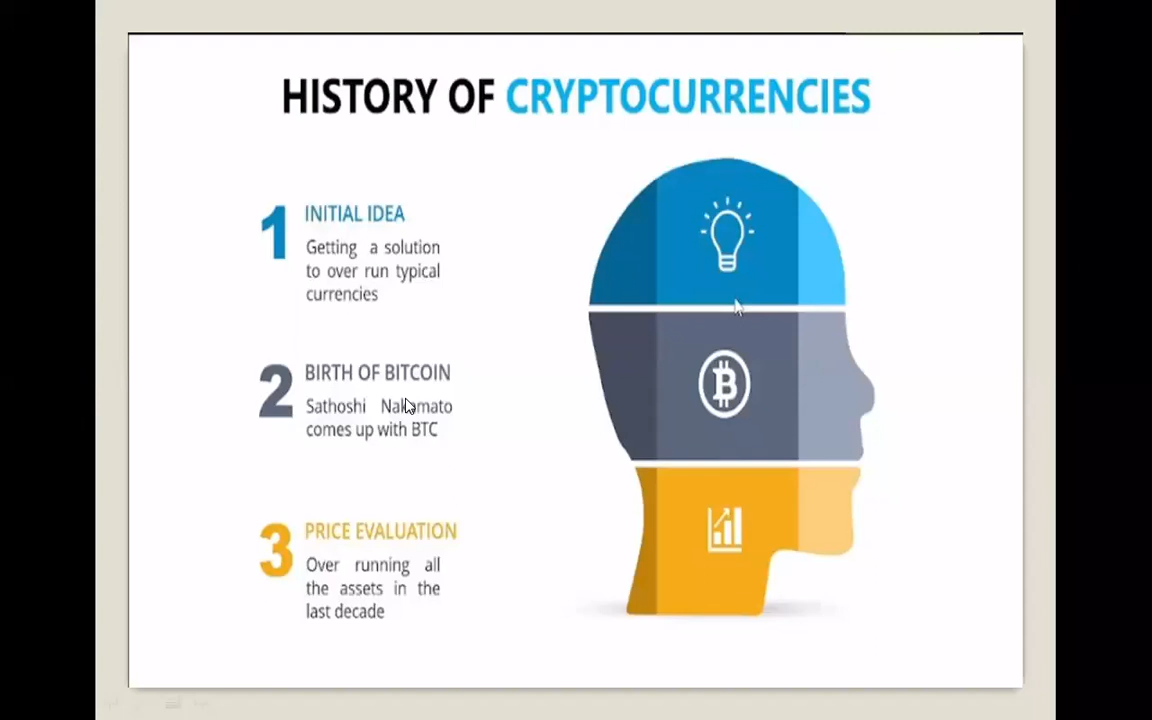 HISTORY OF CRYPTOCURRENCIES
1 INITIAL IDEA
Getting a solution
to over run typical
currencies
2 BIRTH OF BITCOIN
Sathoshi Nakamato
comes up with BTC
3 PRICE EVALUATION
Over running all
the assets in the
last decade